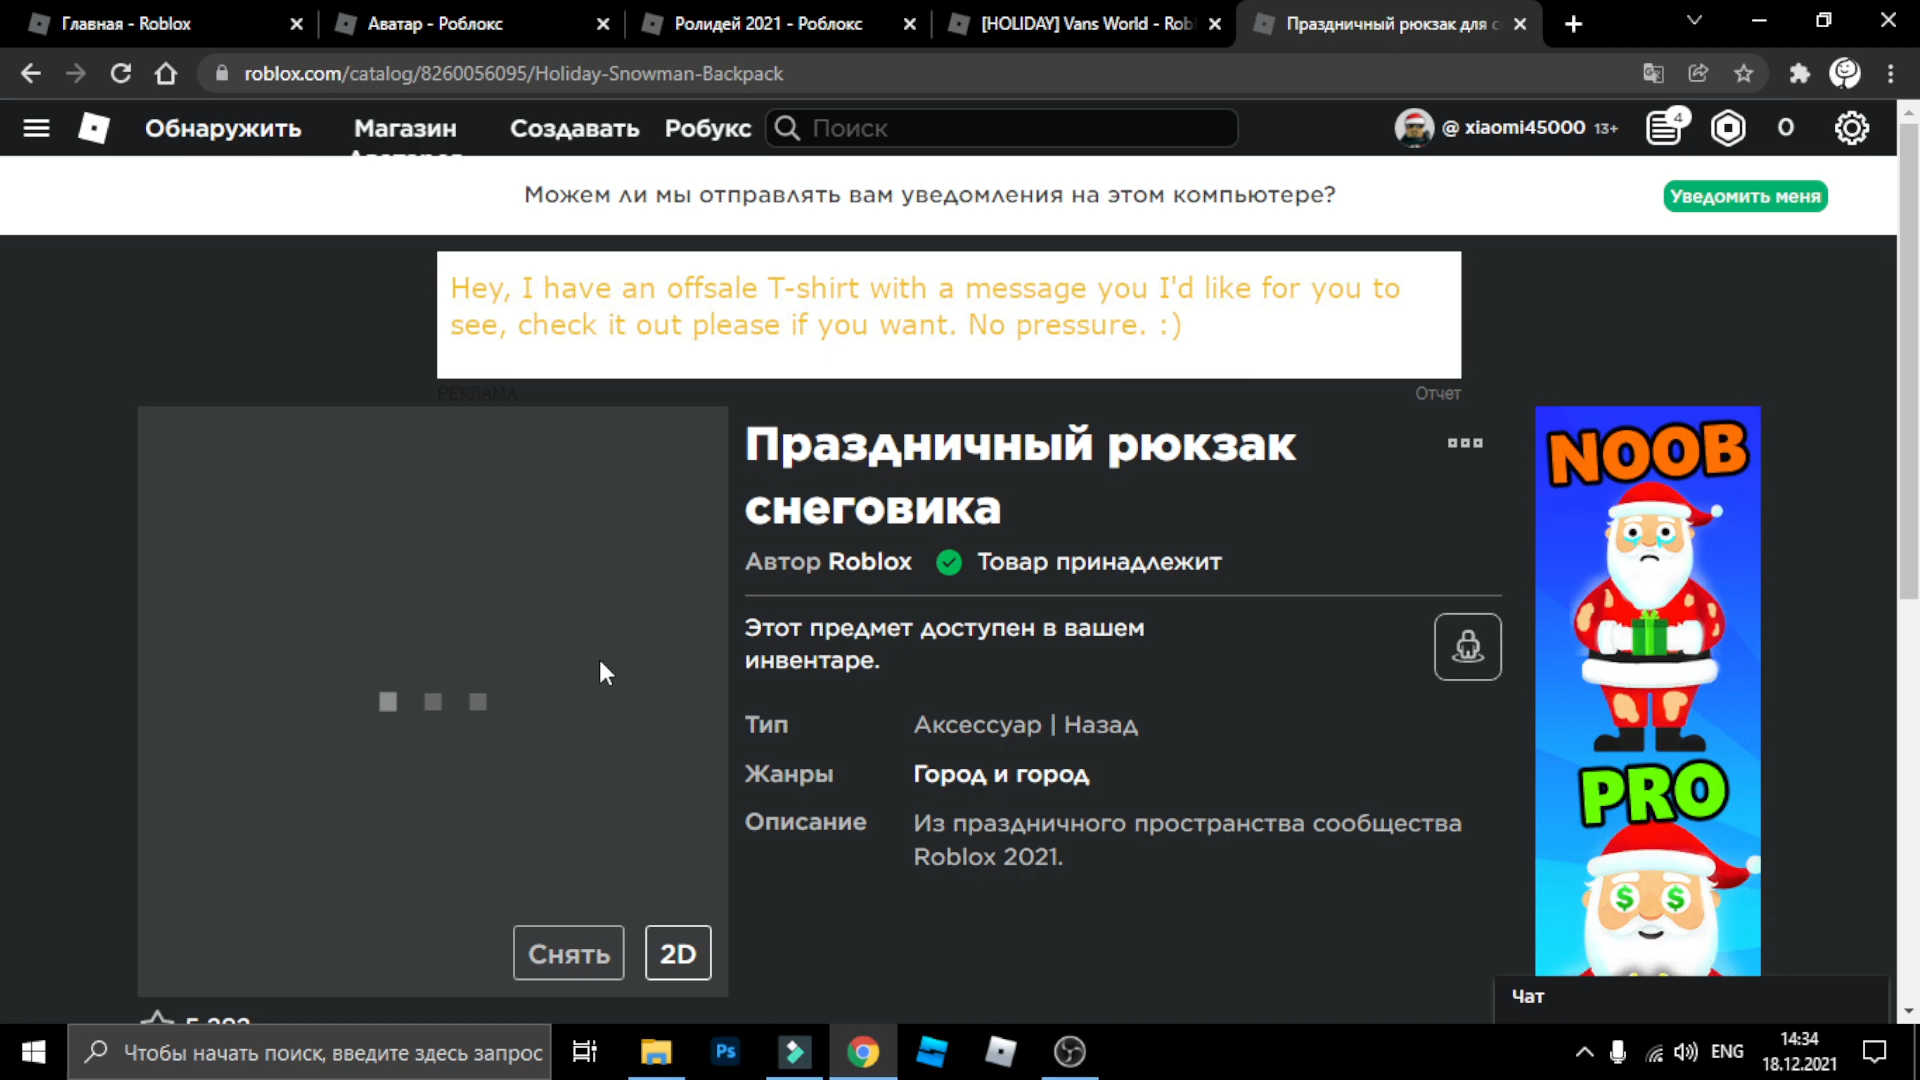 Главная - Roblox
Аватар - Роблокс
Ролидей 2021 - Роблокс
[HOLIDAY] Vans World - Rob
Праздничный рюкзак для с
roblox.com/catalog/8260056095/Holiday-Snowman-Backpack
Обнаружить
Магазин
Создавать
Робукс
Поиск
@ xiaomi45000 13+
4
0
Можем ли мы отправлять вам уведомления на этом компьютере?
Уведомить меня
Hey, I have an offsale T-shirt with a message you I'd like for you to
see, check it out please if you want. No pressure. :)
РЕКЛАМА
Отчет
Праздничный рюкзак
снеговика
Автор Roblox
Товар принадлежит
Этот предмет доступен в вашем
инвентаре.
Тип
Аксессуар | Назад
Жанры
Город и город
Описание
Из праздничного пространства сообщества
Roblox 2021.
Снять
2D
NOOB
PRO
$ $
Чат
Чтобы начать поиск, введите здесь запрос
Ps
ENG
14:34
18.12.2021